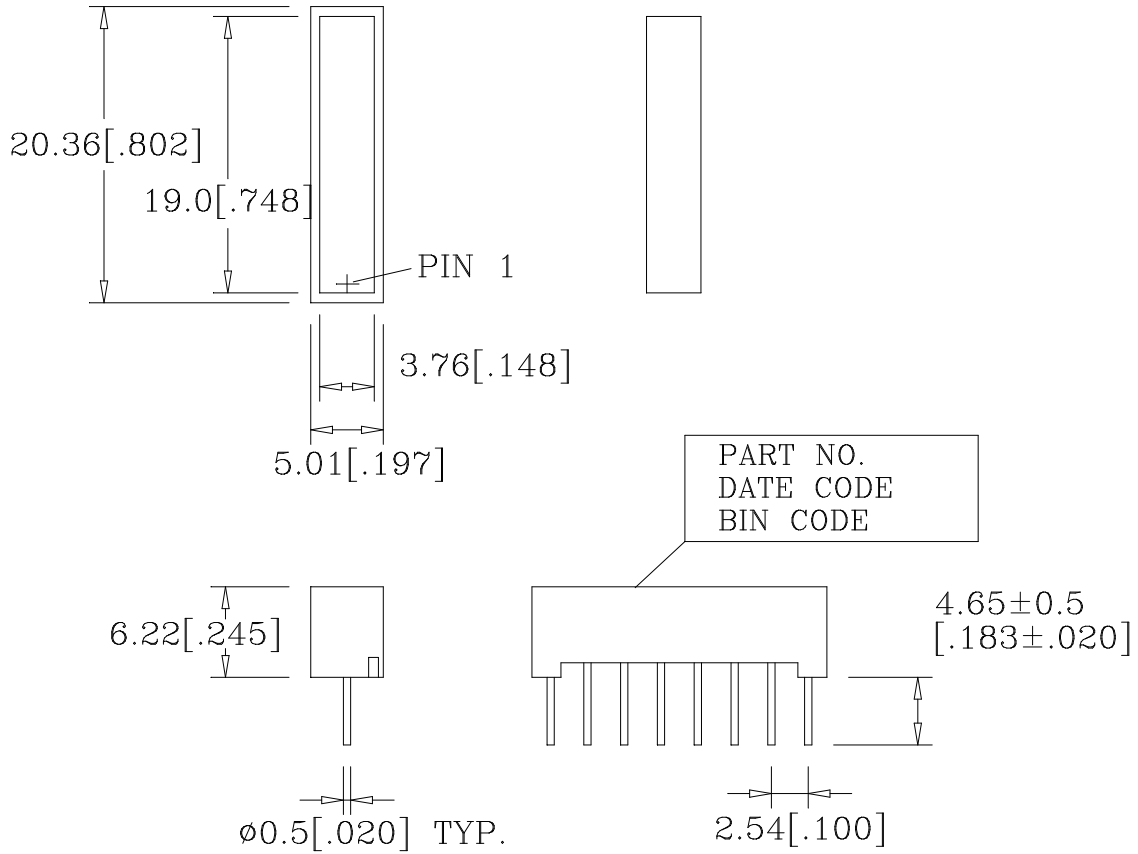 20.36[.802]
19.0[.748]
PIN 1
3.76[.148]
5.01[.197]
PART NO.
DATE CODE
BIN CODE
6.22[.245]
4.65±0.5
[.183±.020]
ø0.5[.020] TYP.
2.54[.100]